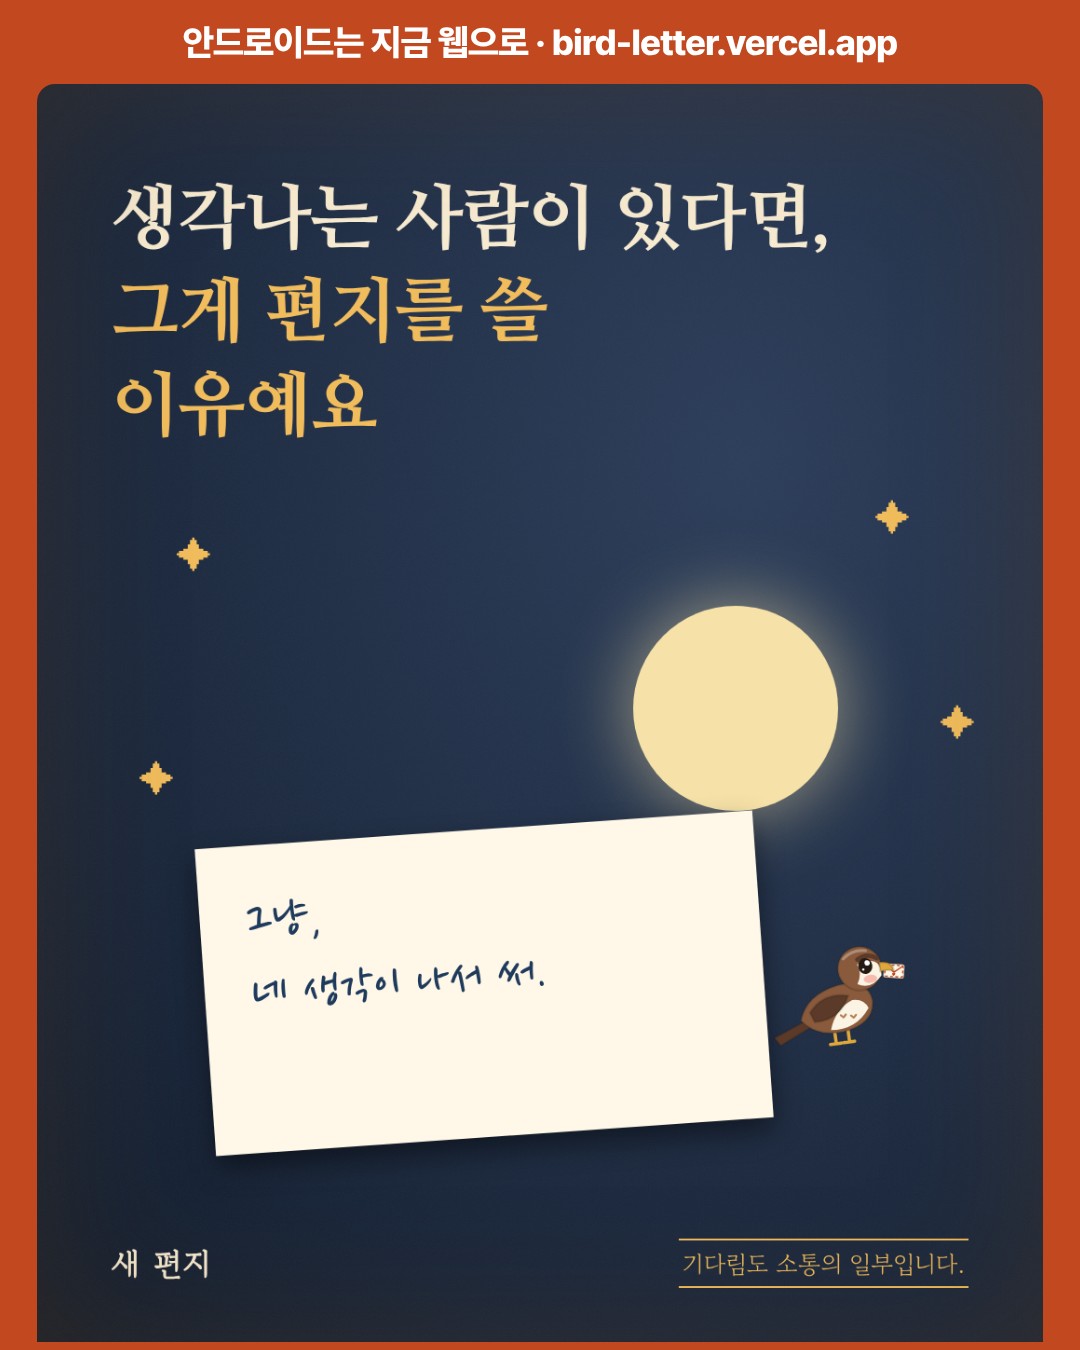 안드로이드는 지금 웹으로 · bird-letter.vercel.app
생각나는 사람이 있다면,
그게 편지를 쓸
이유예요
그냥,
네 생각이 나서 써.
새 편지
기다림도 소통의 일부입니다.